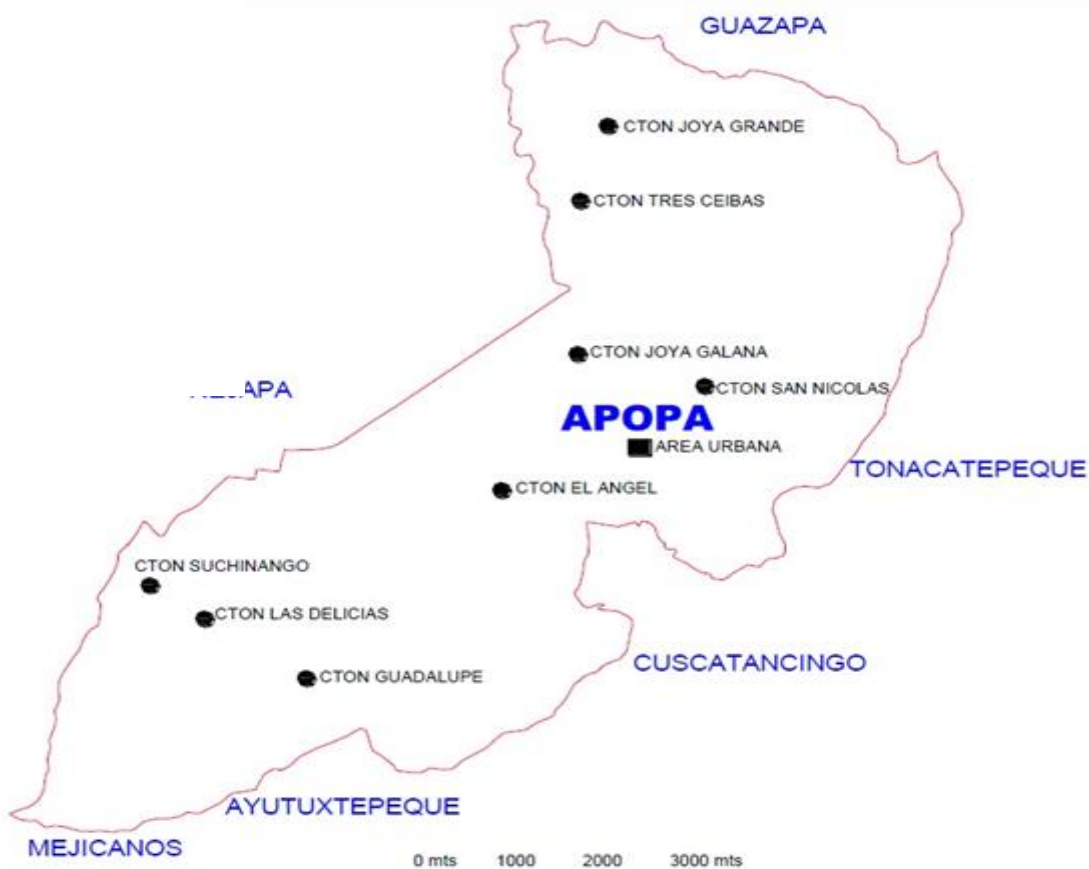 GUAZAPA
CTON JOYA GRANDE
CTON TRES CEIBAS
CTON JOYA GALANA
CTON SAN NICOLAS
APOPA
AREA URBANA
TONACATEPEQUE
CTON EL ANGEL
CTON SUCHINANGO
CTON LAS DELICIAS
CUSCATANCINGO
CTON GUADALUPE
AYUTUXTEPEQUE
MEJICANOS
0 mts 1000 2000 3000 mts